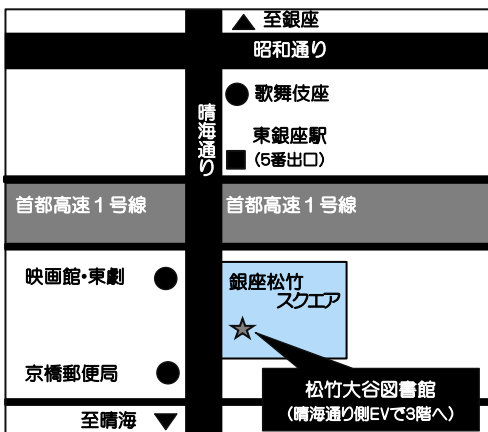 ▲ 至銀座
昭和通り
晴海通り
● 歌舞伎座
東銀座駅
■ (5番出口)
首都高速1号線
首都高速1号線
映画館・東劇 ●
銀座松竹
スクエア
京橋郵便局 ●
松竹大谷図書館
(晴海通り側EVで3階へ)
至晴海 ▼